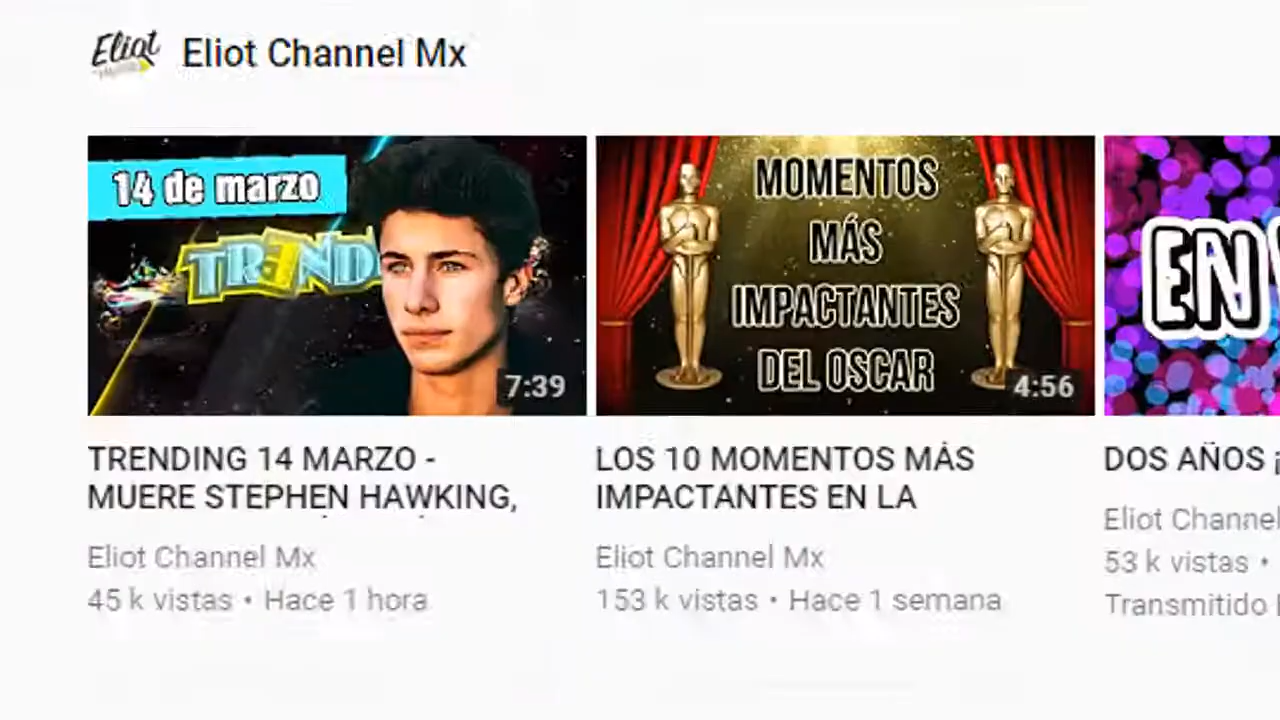 Eliot
Eliot Channel Mx
14 de marzo
TREND
7:39
MOMENTOS
MÁS
IMPACTANTES
DEL OSCAR
4:56
EN
TRENDING 14 MARZO -
MUERE STEPHEN HAWKING,
Eliot Channel Mx
45 k vistas • Hace 1 hora
LOS 10 MOMENTOS MÁS
IMPACTANTES EN LA
Eliot Channel Mx
153 k vistas • Hace 1 semana
DOS AÑOS ¡
Eliot Channel
53 k vistas •
Transmitido